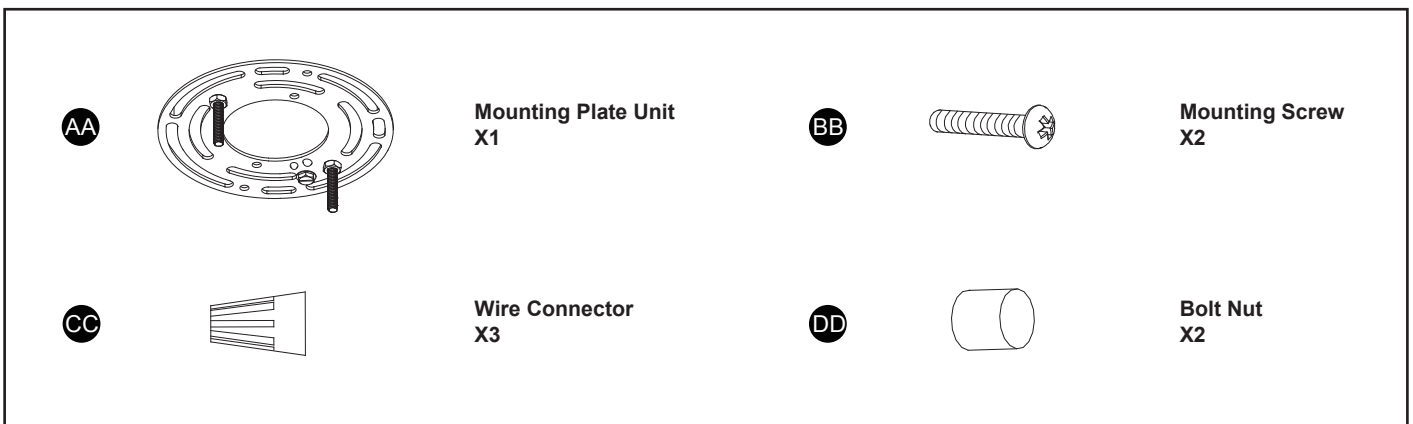 AA
Mounting Plate Unit
X1
BB
Mounting Screw
X2
CC
Wire Connector
X3
DD
Bolt Nut
X2